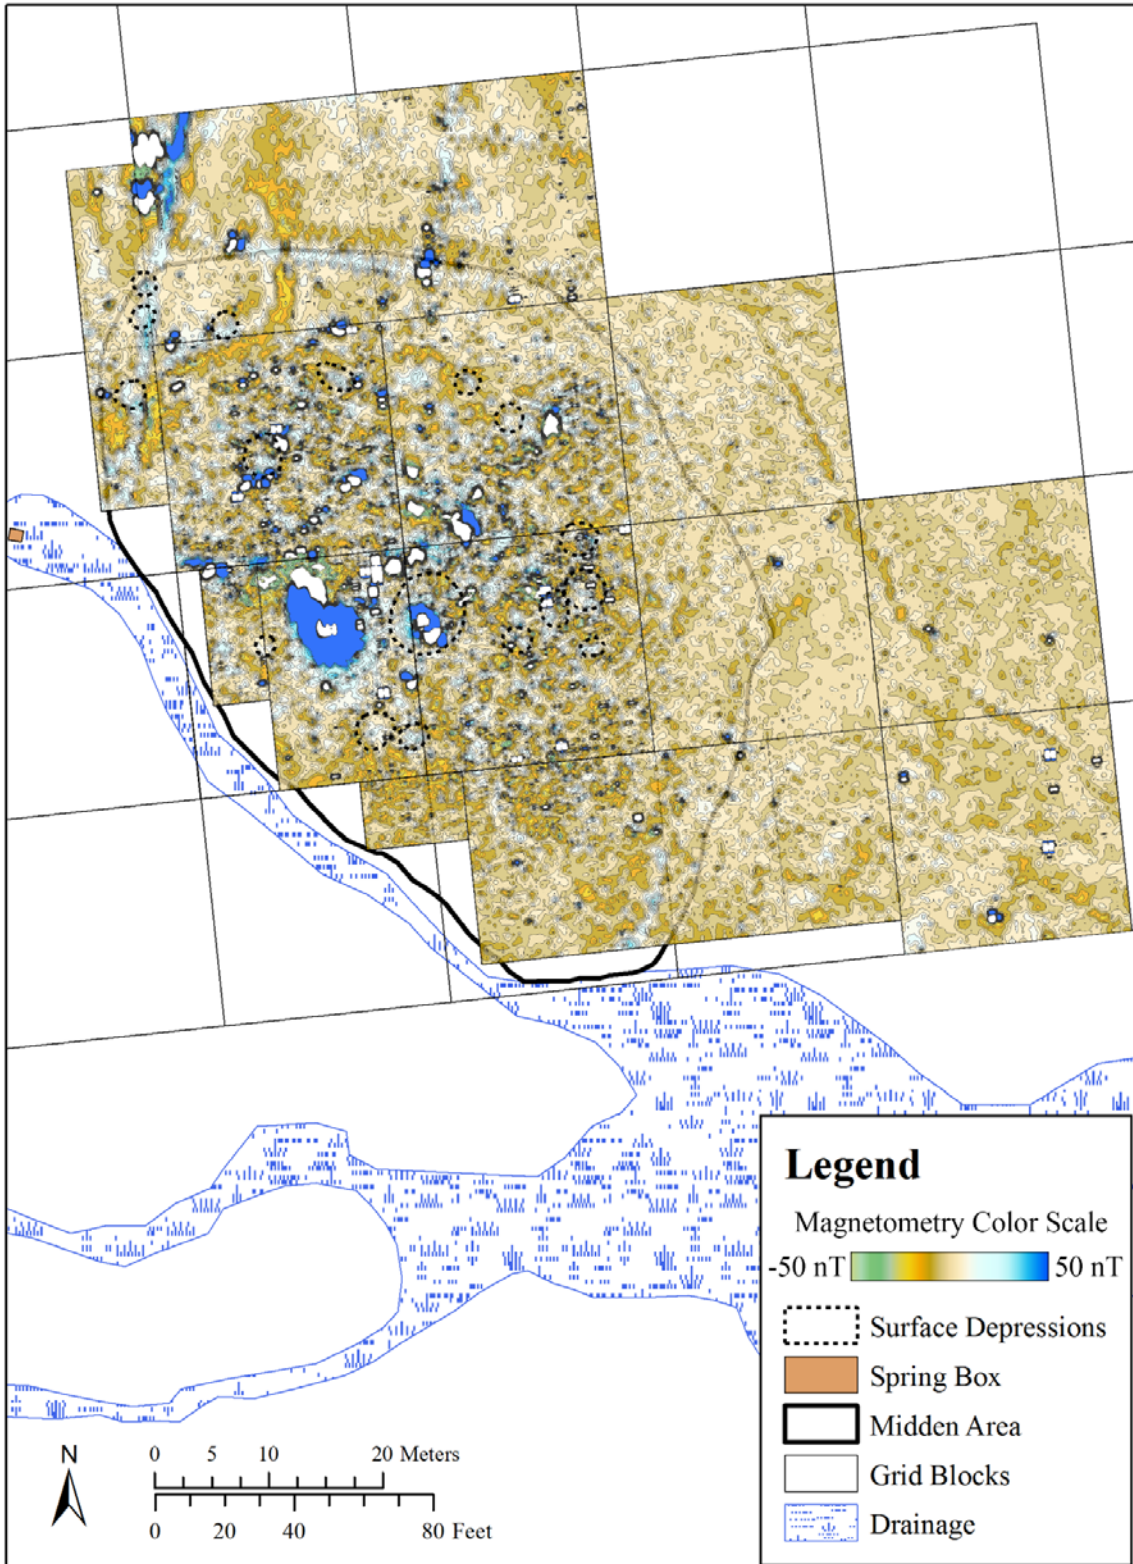 Legend
Magnetometry Color Scale
-50 nT 50 nT
Surface Depressions
Spring Box
Midden Area
Grid Blocks
Drainage
N
0 5 10 20 Meters
0 20 40 80 Feet